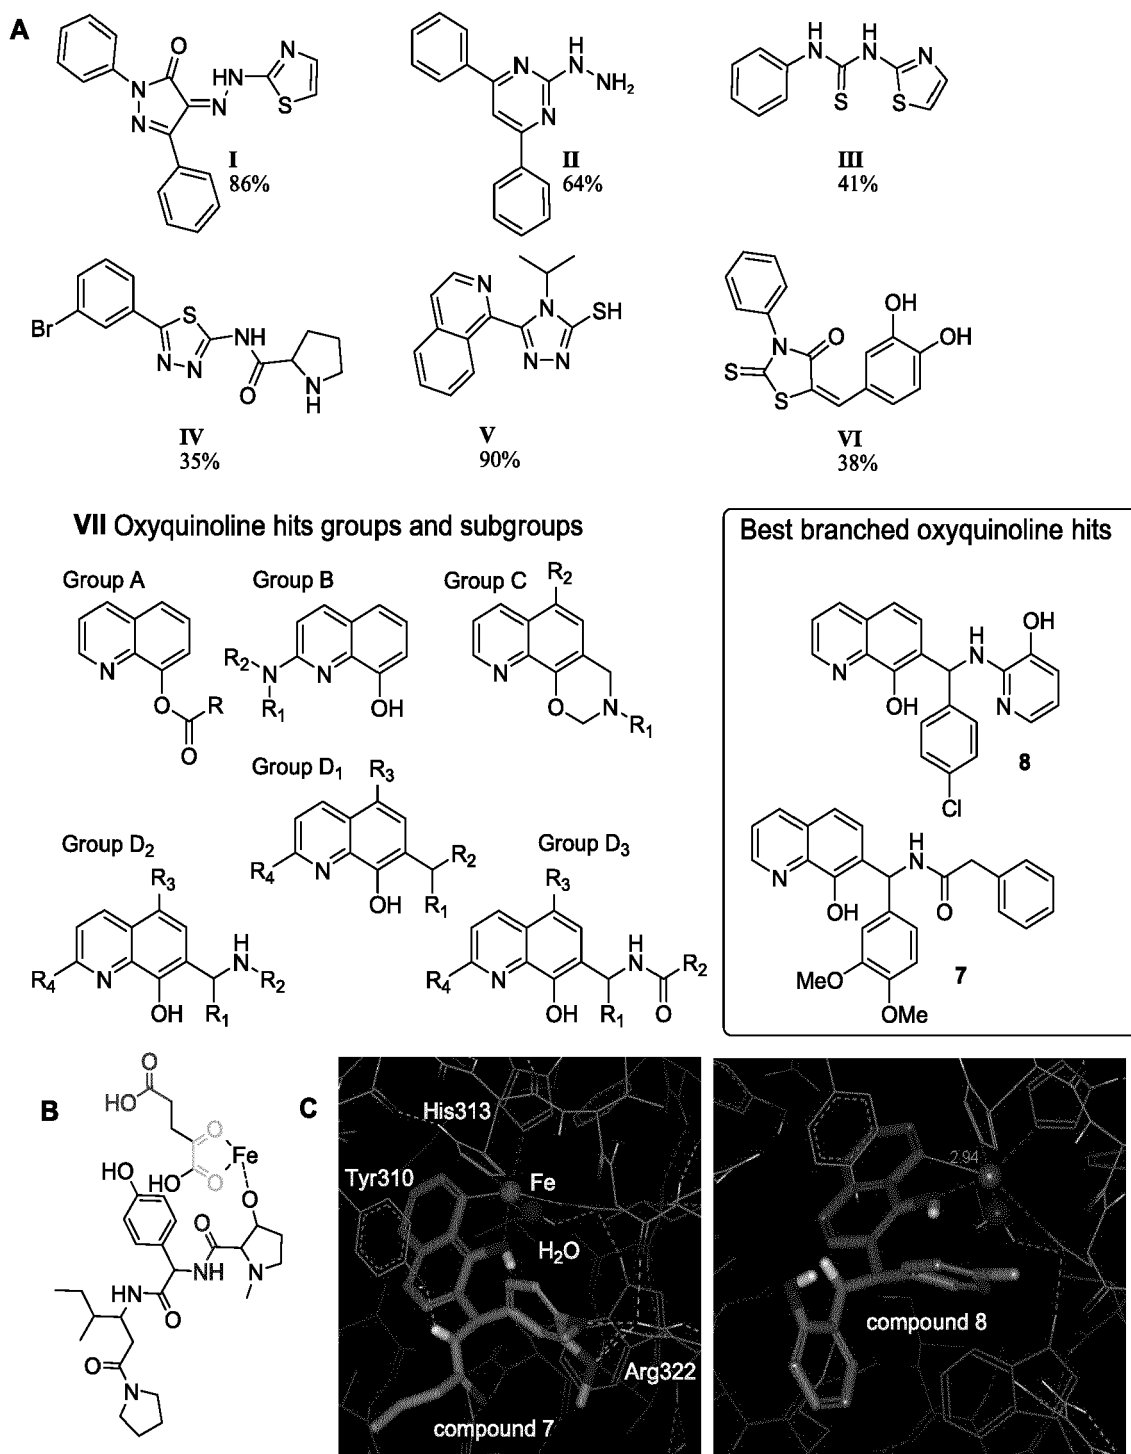 A
O
N
N
HN
N
N
S
I
86%
N
N
H
N
NH₂
II
64%
H
N
H
N
S
N
S
III
41%
Br
S
N
N
NH
O
N
H
IV
35%
N
N
N
N
SH
V
90%
N
O
S
S
OH
OH
VI
38%
VII Oxyquinoline hits groups and subgroups
Group A
N
O
R
O
Group B
R₂
N
R₁
N
OH
Group C
R₂
N
O
N
R₁
Group D₁
R₃
R₄
N
OH
R₂
R₁
Group D₂
R₃
R₄
N
OH
H
N
R₂
R₁
Group D₃
R₃
R₄
N
OH
H
N
R₂
R₁
O
Best branched oxyquinoline hits
N
OH
H
N
OH
N
Cl
8
N
OH
H
N
O
MeO
OMe
7
B
O
HO
O
HO
O
Fe
HO
O
O
NH
N
HN
O
O
N
C
His313
Tyr310
Fe
H₂O
Arg322
compound 7
2.94
compound 8